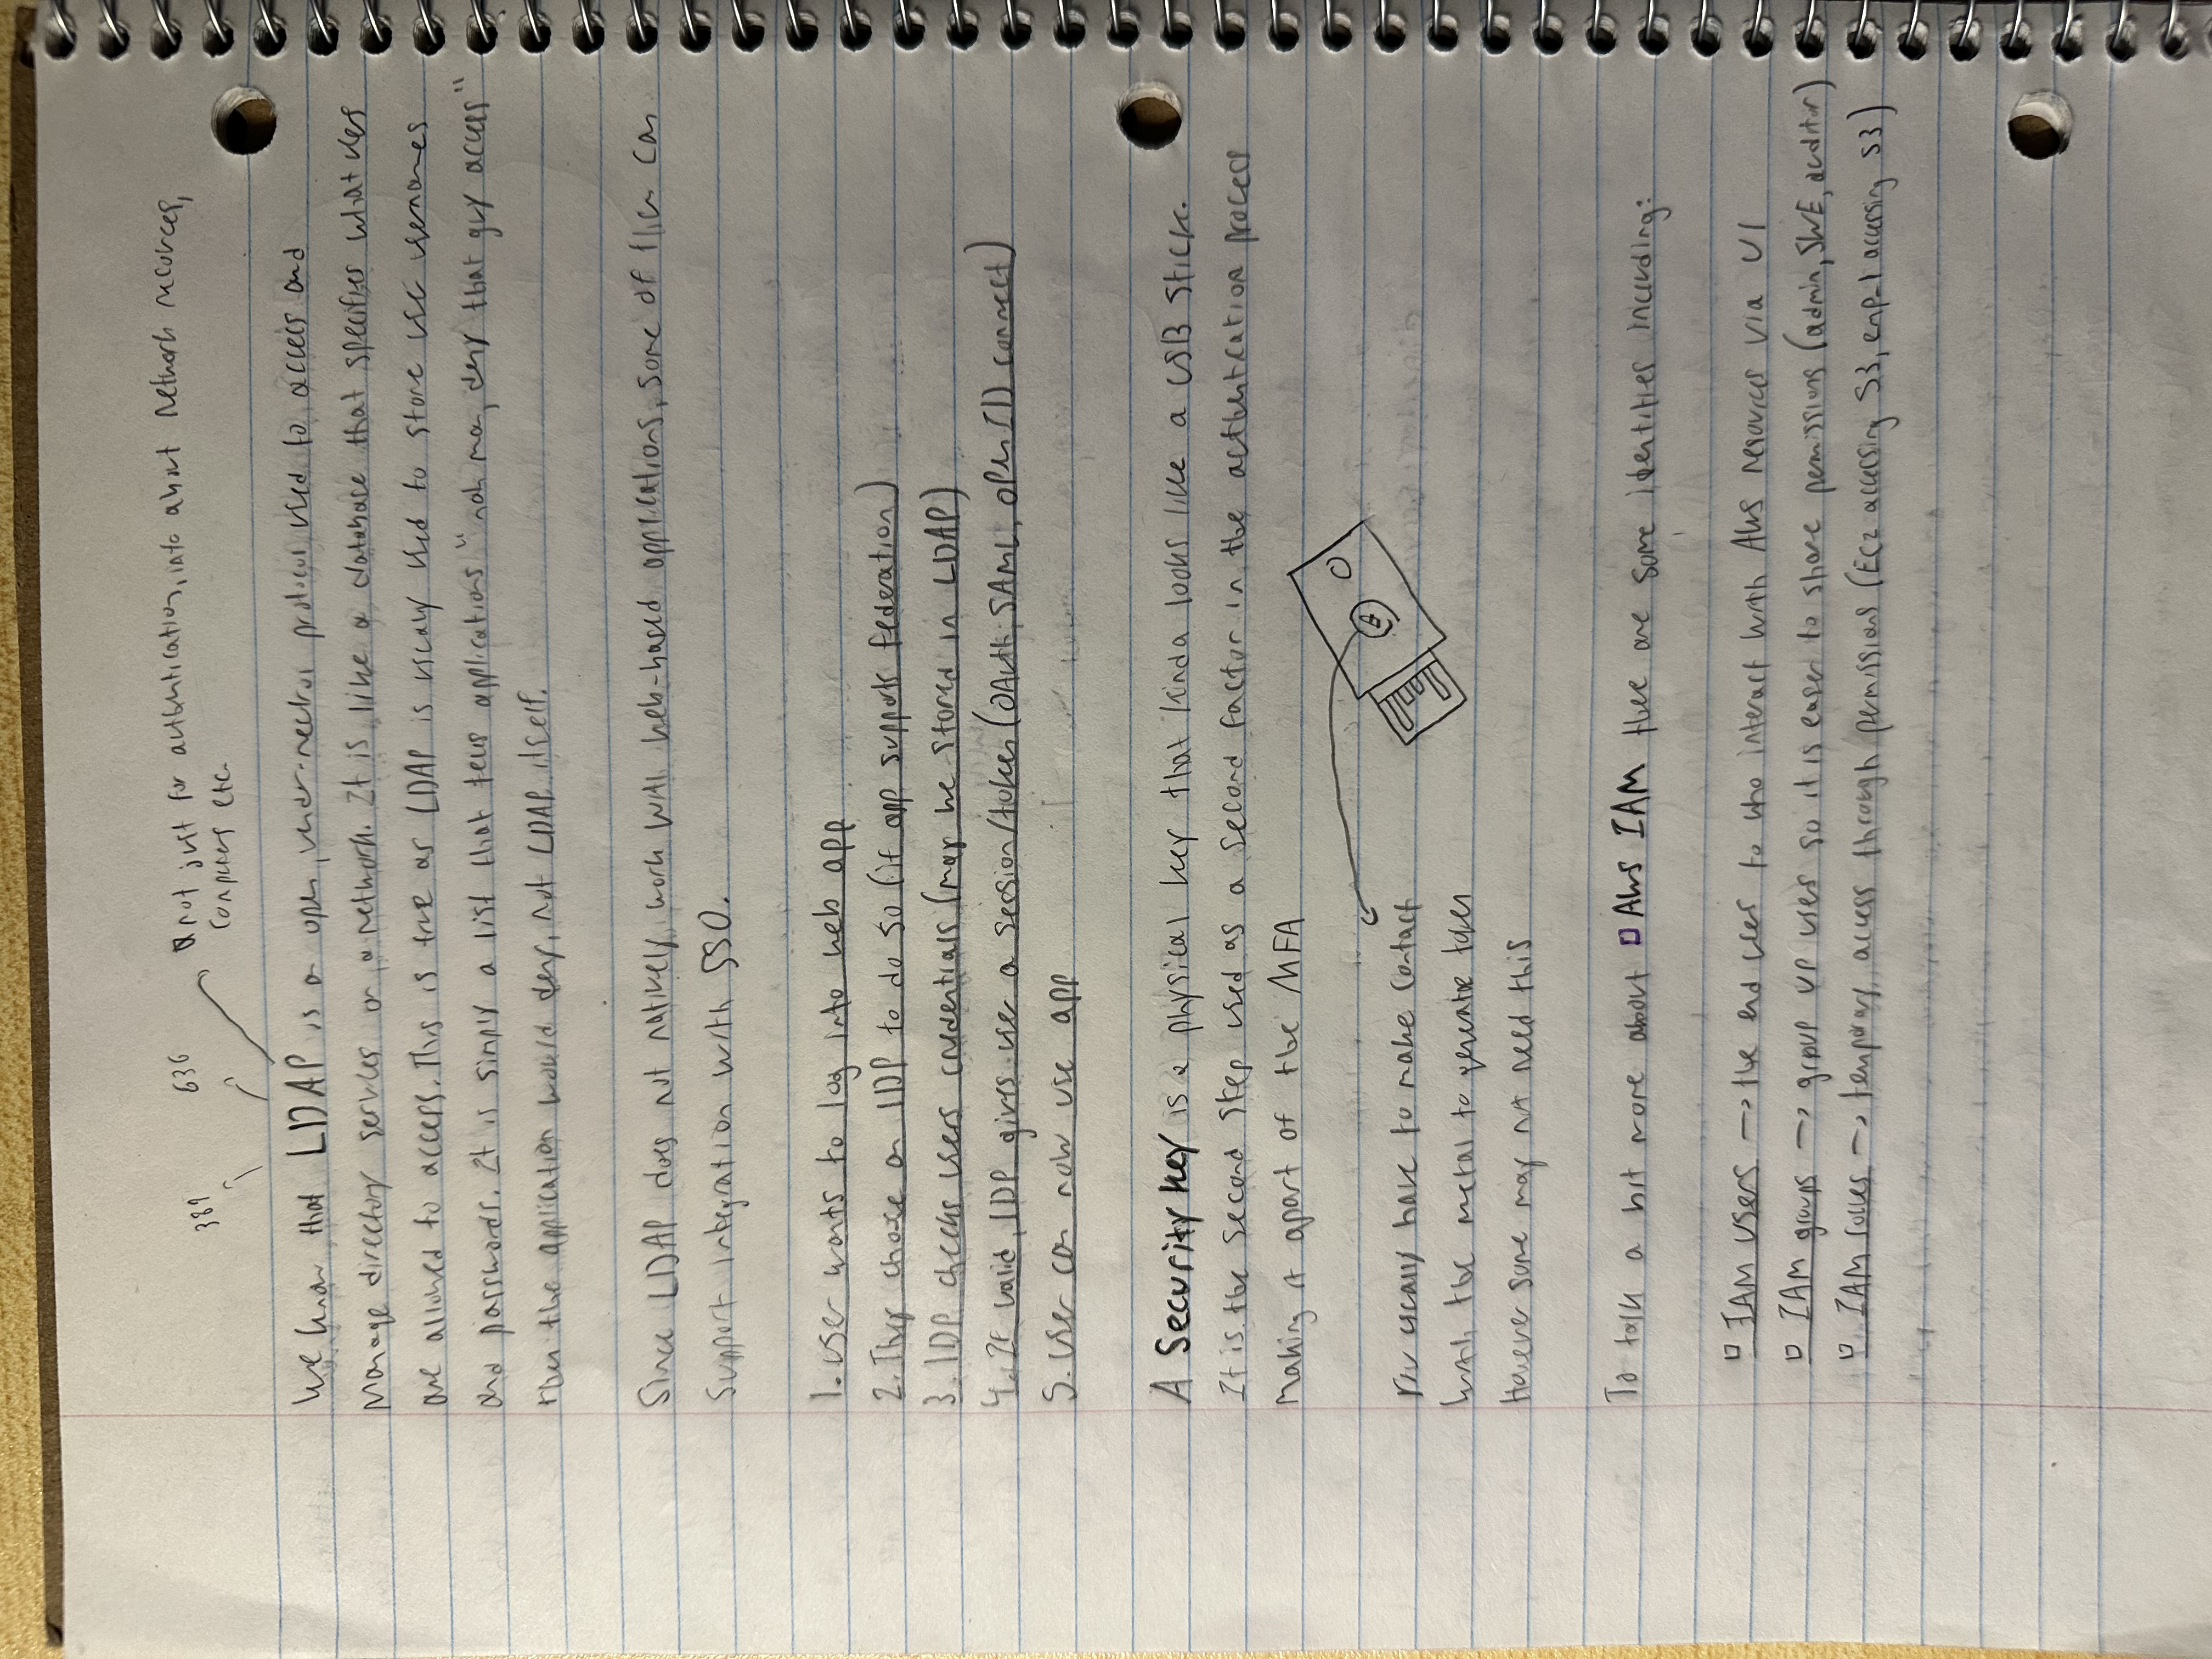 389
636
not just for authentication, info about network recources,
computers etc.
We know that LDAP is a open, vendor-neutral protocol used to access and
manage directory services on a network. It is like a database that specifies what users
are allowed to access. This is true as LDAP is usually used to store user usernames
and passwords. It is simply a list that tells applications "nah man, deny that guy access"
then the application would deny, not LDAP itself.
Since LDAP does not natively work with web-based applications, some of them can
support integration with SSO.
1. User wants to log into web app
2. They choose an IDP to do so (if app supports federation)
3. IDP checks users credentials (may be stored in LDAP)
4. If valid, IDP gives user a session/token (OAuth, SAML, OpenID connect)
5. User can now use app
A Security key is a physical key that kinda looks like a USB stick.
It is the second step used as a second factor in the authentication process
making it apart of the MFA
You usually have to make contact
with the metal to generate token
However some may not need this
To talk a bit more about AWS IAM there are some identities including:
IAM users → the end user to who interact with AWS resources via UI
IAM groups → group up users so it is easier to share permissions (admin, SWE, auditor)
IAM roles → temporary access through permissions (EC2 accessing S3, emp_1 accessing S3)